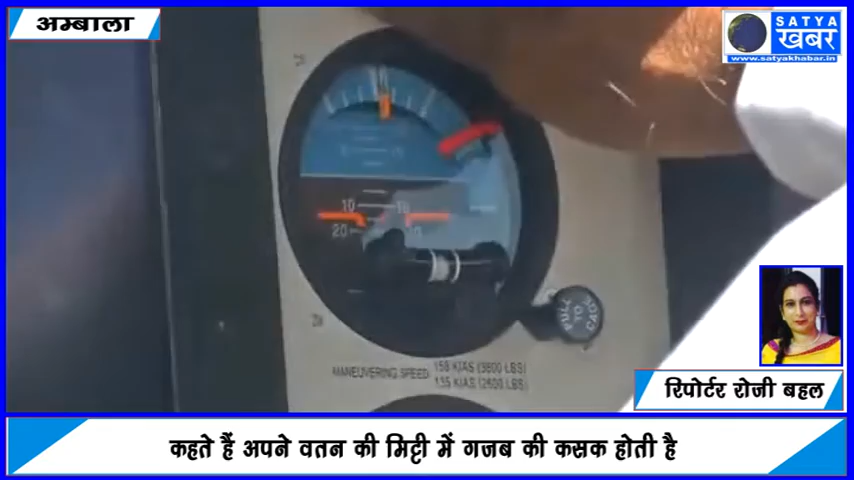 अम्बाला
SATYA
खबर
www.satyakhabar.in
10 10
20 20
PULL
TO
CAGE
MANEUVERING SPEED 158 KIAS (3800 LBS)
135 KIAS (2600 LBS)
रिपोर्टर रोजी बहल
कहते हैं अपने वतन की मिट्टी में गजब की कसक होती है